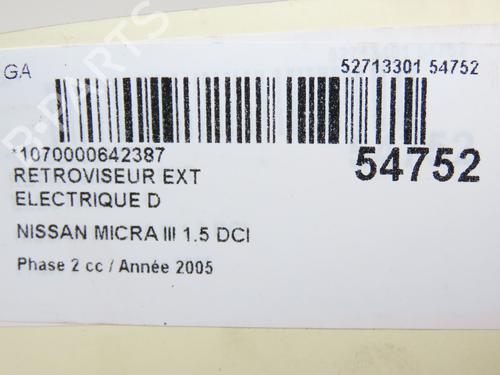 GA
52713301 54752
*1070000642387
54752
RETROVISEUR EXT
ELECTRIQUE D
NISSAN MICRA III 1.5 DCI
Phase 2 cc / Année 2005
B-PARTS